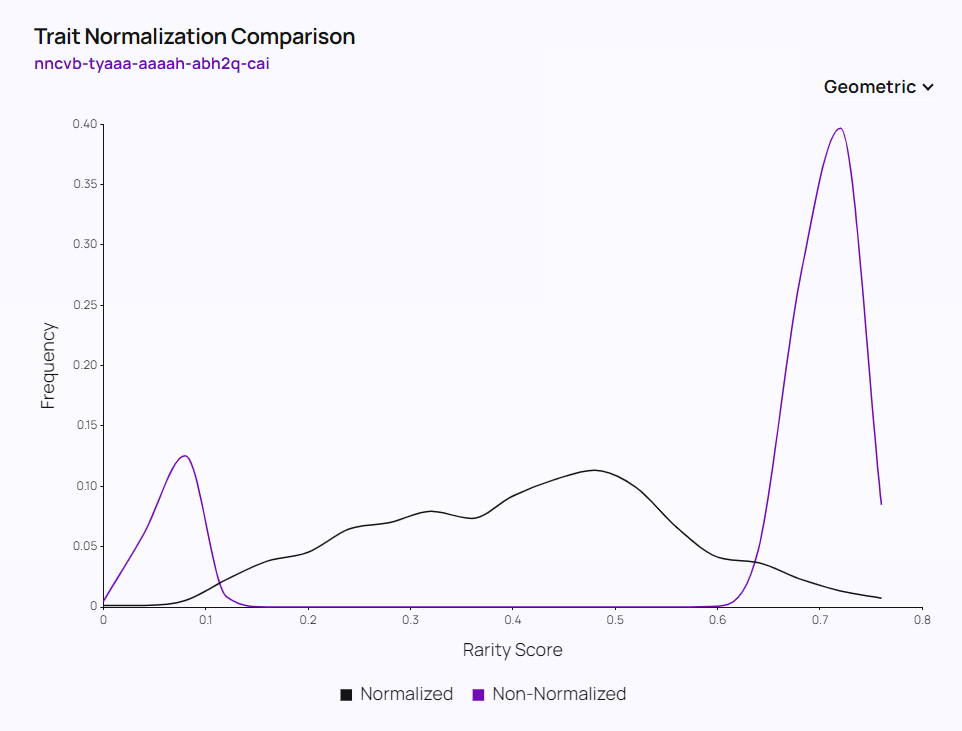 Trait Normalization Comparison
nncvb-tyaaa-aaaah-abh2q-cai
Geometric
0.40
0.35
0.30
0.25
0.20
0.15
0.10
0.05
0
Frequency
0 0.1 0.2 0.3 0.4 0.5 0.6 0.7 0.8
Rarity Score
Normalized Non-Normalized